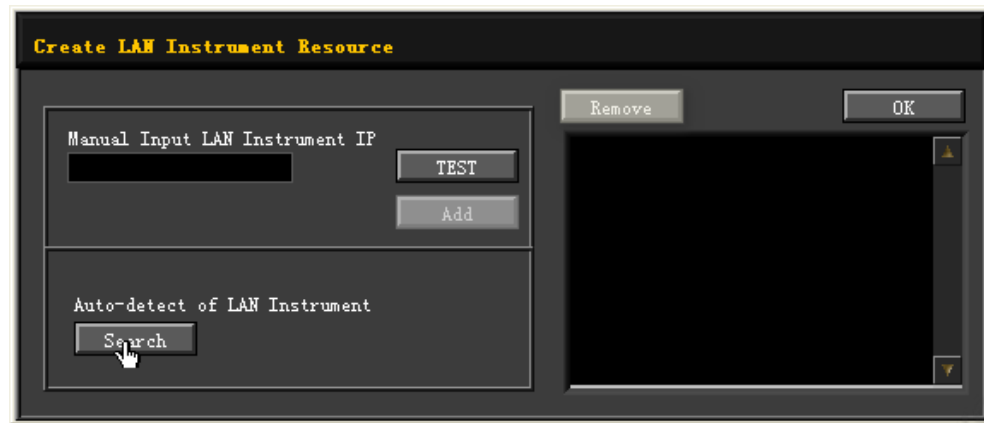 Create LAN Instrument Resource
Manual Input LAN Instrument IP
TEST
Add
Auto-detect of LAN Instrument
Search
Remove
OK